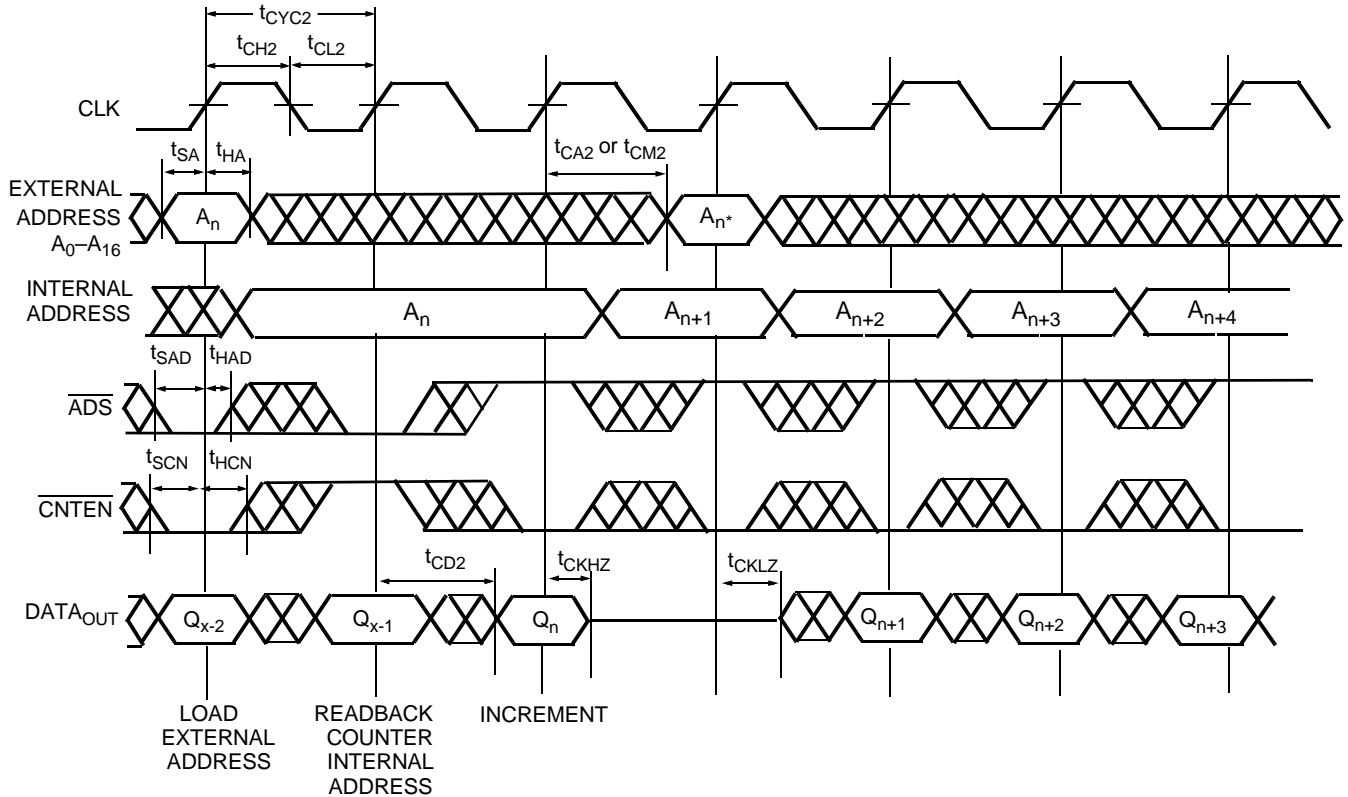 tCYC2
tCH2
tCL2
CLK
tSA
tHA
tCA2 or tCM2
EXTERNAL
ADDRESS
A0–A16
An
An*
INTERNAL
ADDRESS
An
An+1
An+2
An+3
An+4
tSAD
tHAD
ADS
tSCN
tHCN
CNTEN
tCD2
tCKHZ
tCKLZ
DATAOUT
Qx-2
Qx-1
Qn
Qn+1
Qn+2
Qn+3
LOAD
EXTERNAL
ADDRESS
READBACK
COUNTER
INTERNAL
ADDRESS
INCREMENT